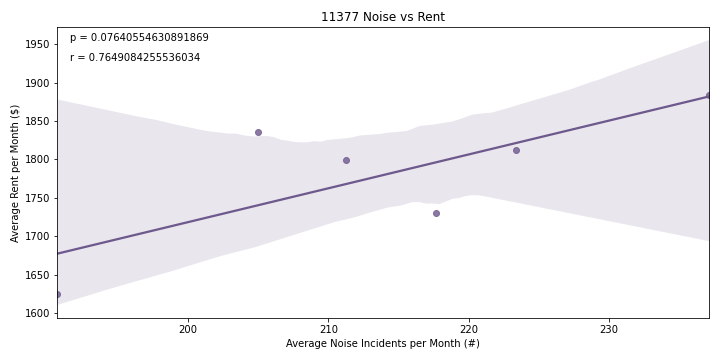 11377 Noise vs Rent
p = 0.07640554630891869
r = 0.7649084255536034
Average Rent per Month ($)
1950
1900
1850
1800
1750
1700
1650
1600
200 210 220 230
Average Noise Incidents per Month (#)